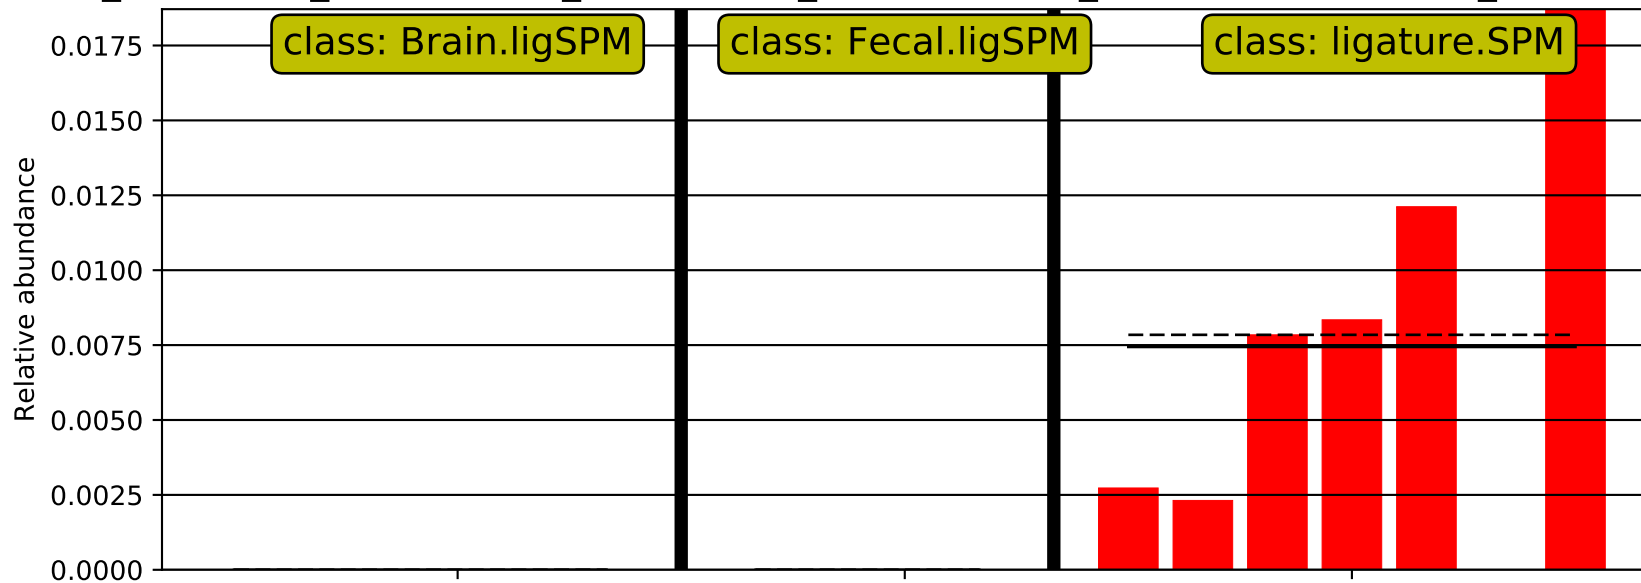 class: Brain.ligSPM
class: Fecal.ligSPM
class: ligature.SPM
Relative abundance
0.0175
0.0150
0.0125
0.0100
0.0075
0.0050
0.0025
0.0000